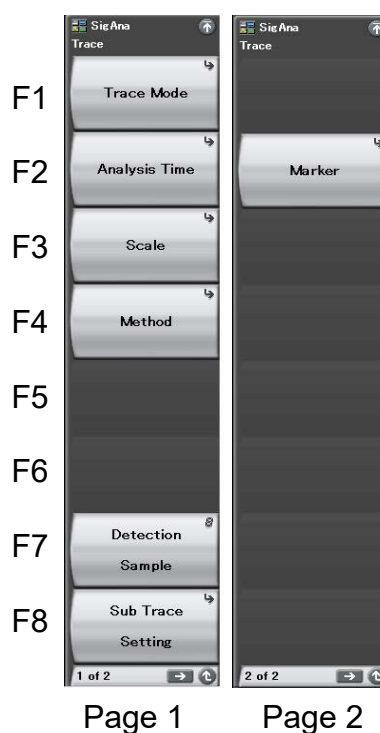 SigAna
Trace
F1
Trace Mode
F2
Analysis Time
F3
Scale
F4
Method
F5
F6
F7
Detection
Sample
F8
Sub Trace
Setting
1 of 2
Page 1
SigAna
Trace
Marker
2 of 2
Page 2